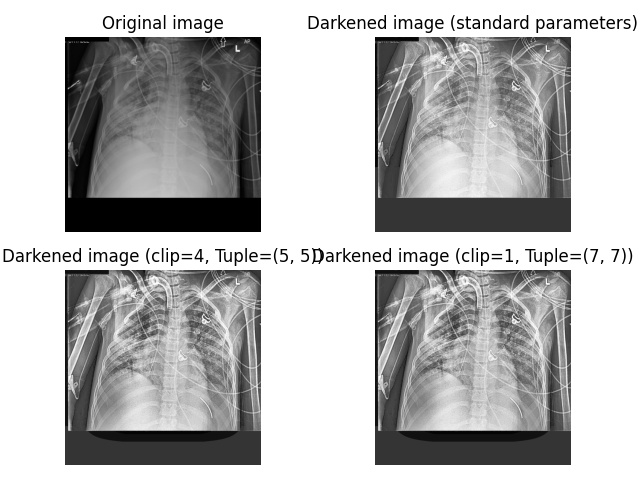 Original image
Darkened image (standard parameters)
L
L
Darkened image (clip=4, Tuple=(5, 5))
Darkened image (clip=1, Tuple=(7, 7))
L
L